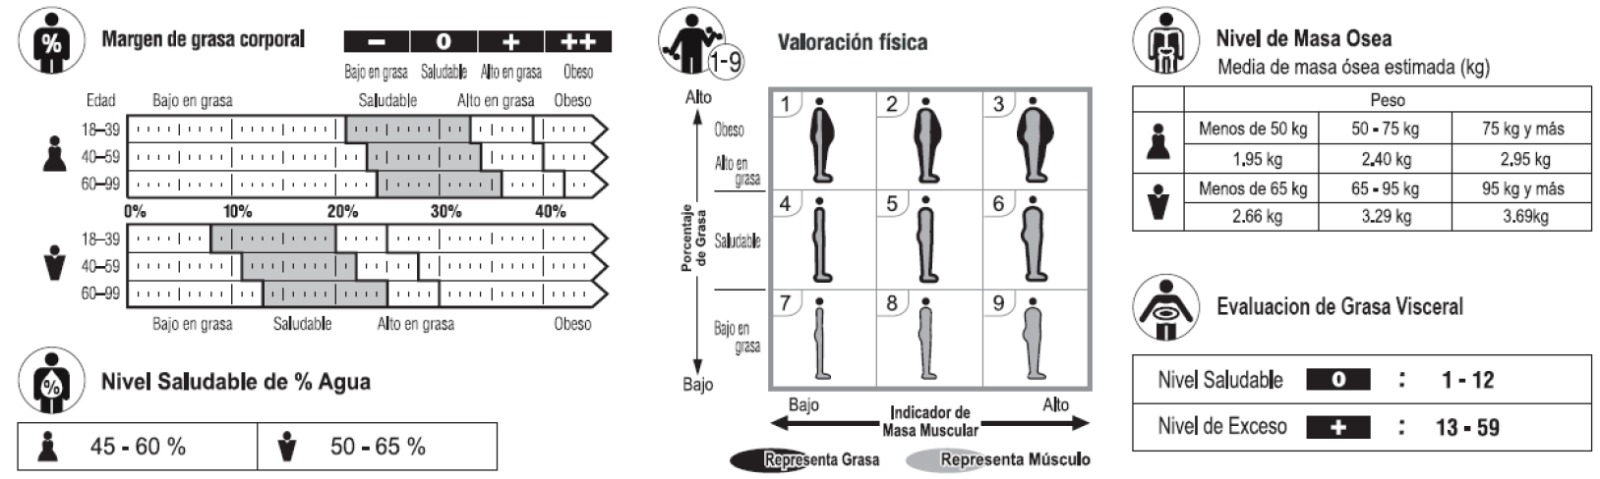 %
Margen de grasa corporal
− 0 + ++
Bajo en grasa Saludable Alto en grasa Obeso
Edad Bajo en grasa Saludable Alto en grasa Obeso
18–39
40–59
60–99
0% 10% 20% 30% 40%
18–39
40–59
60–99
Bajo en grasa Saludable Alto en grasa Obeso
%
Nivel Saludable de % Agua
45 - 60 % 50 - 65 %
1-9
Valoración física
Alto
Obeso
Alto en
grasa
Porcentaje
de Grasa
Saludable
Bajo en
grasa
Bajo
1 2 3
4 5 6
7 8 9
Bajo Alto
Indicador de
Masa Muscular
Representa Grasa Representa Músculo
Nivel de Masa Osea
Media de masa ósea estimada (kg)
Peso
Menos de 50 kg 50 - 75 kg 75 kg y más
1.95 kg 2.40 kg 2.95 kg
Menos de 65 kg 65 - 95 kg 95 kg y más
2.66 kg 3.29 kg 3.69kg
Evaluacion de Grasa Visceral
Nivel Saludable 0 : 1 - 12
Nivel de Exceso + : 13 - 59